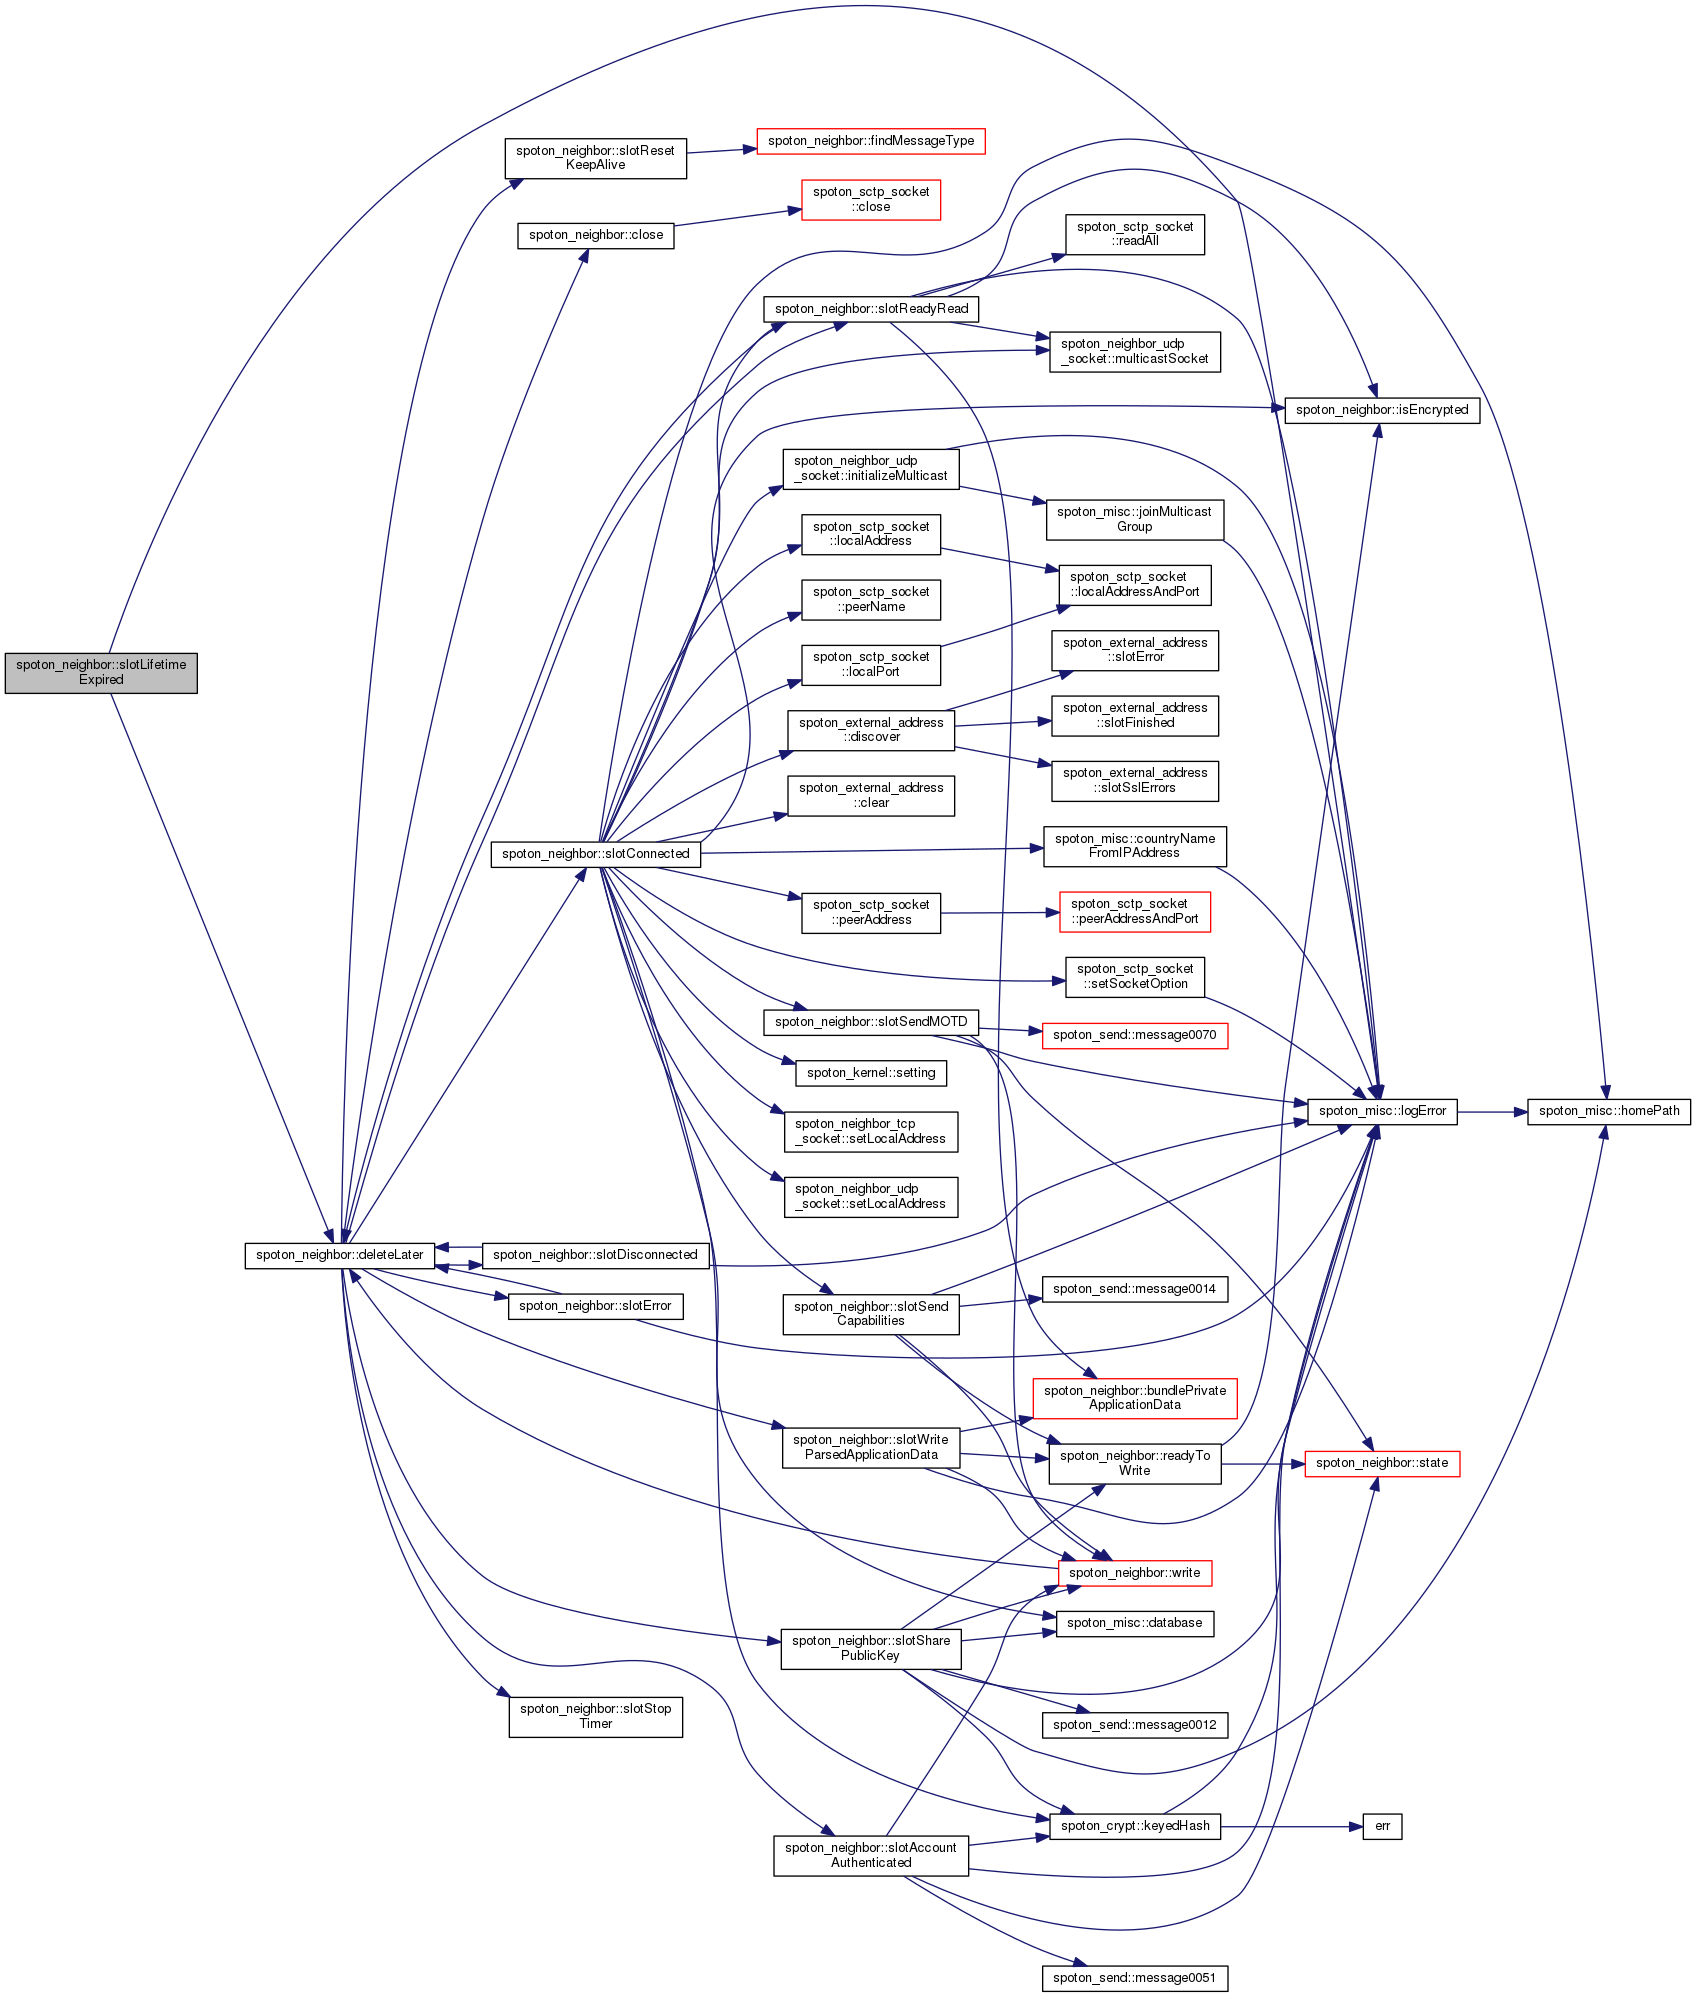 spoton_neighbor::slotLifetime
Expired
spoton_neighbor::deleteLater
spoton_neighbor::slotReset
KeepAlive
spoton_neighbor::close
spoton_neighbor::slotConnected
spoton_neighbor::slotDisconnected
spoton_neighbor::slotError
spoton_neighbor::slotStop
Timer
spoton_neighbor::findMessageType
spoton_sctp_socket
::close
spoton_neighbor::slotReadyRead
spoton_neighbor_udp
_socket::initializeMulticast
spoton_sctp_socket
::localAddress
spoton_sctp_socket
::peerName
spoton_sctp_socket
::localPort
spoton_external_address
::discover
spoton_external_address
::clear
spoton_sctp_socket
::peerAddress
spoton_neighbor::slotSendMOTD
spoton_kernel::setting
spoton_neighbor_tcp
_socket::setLocalAddress
spoton_neighbor_udp
_socket::setLocalAddress
spoton_neighbor::slotSend
Capabilities
spoton_neighbor::slotWrite
ParsedApplicationData
spoton_neighbor::slotShare
PublicKey
spoton_neighbor::slotAccount
Authenticated
spoton_sctp_socket
::readAll
spoton_neighbor_udp
_socket::multicastSocket
spoton_misc::joinMulticast
Group
spoton_sctp_socket
::localAddressAndPort
spoton_external_address
::slotError
spoton_external_address
::slotFinished
spoton_external_address
::slotSslErrors
spoton_misc::countryName
FromIPAddress
spoton_sctp_socket
::peerAddressAndPort
spoton_sctp_socket
::setSocketOption
spoton_send::message0070
spoton_send::message0014
spoton_neighbor::bundlePrivate
ApplicationData
spoton_neighbor::readyTo
Write
spoton_neighbor::write
spoton_misc::database
spoton_send::message0012
spoton_crypt::keyedHash
spoton_send::message0051
spoton_neighbor::isEncrypted
spoton_misc::logError
spoton_neighbor::state
err
spoton_misc::homePath